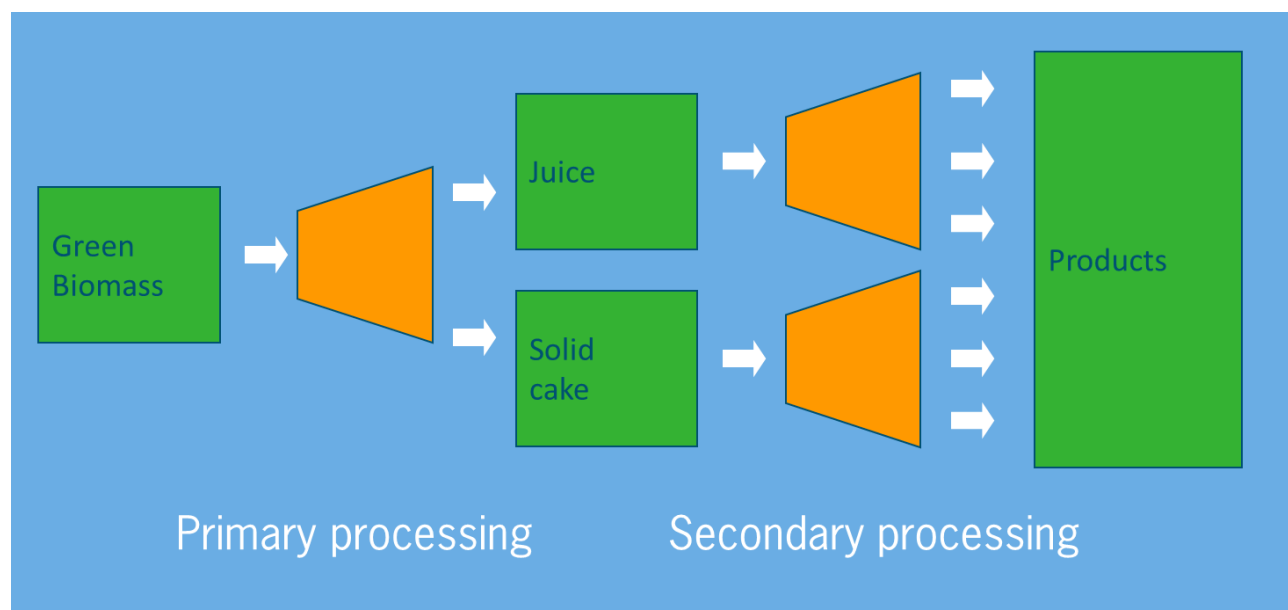 Green
Biomass
Juice
Solid
cake
Products
Primary processing
Secondary processing